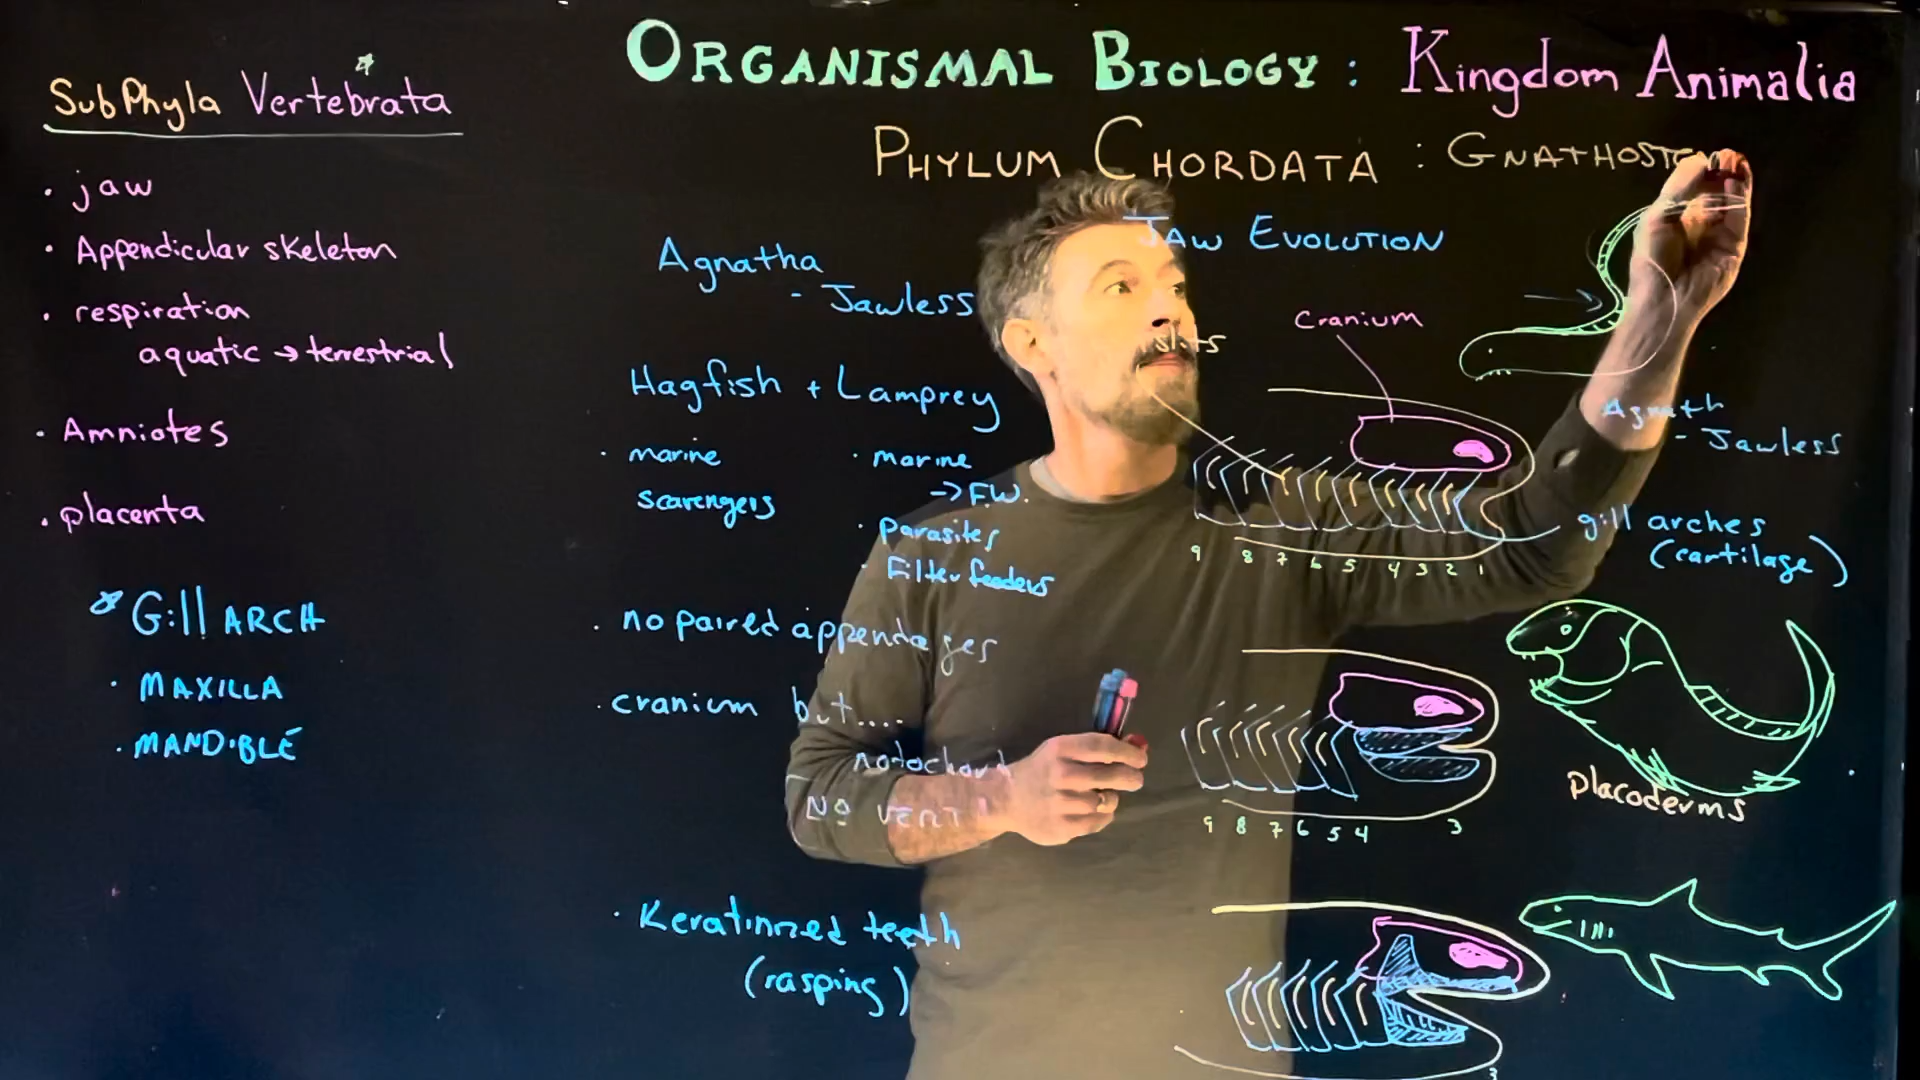 ORGANISMAL BIOLOGY : Kingdom Animalia
PHYLUM CHORDATA : GNATHOSTOM
SubPhyla Vertebrata
• jaw
• Appendicular skeleton
• respiration
aquatic → terrestrial
• Amniotes
• placenta
* Gill ARCH
• MAXILLA
• MANDIBLE
Agnatha
- Jawless
Hagfish + Lamprey
• marine
scavengers
• marine
→ F.W.
• parasites
• Filter feeders
• no paired appendages
• cranium but....
notochord
NO VERT
• Keratinized teeth
(rasping)
JAW EVOLUTION
slits
Cranium
Agnath
- Jawless
gill arches
(cartilage)
9 8 7 6 5 4 3 2 1
placoderms
9 8 7 6 5 4 3
3